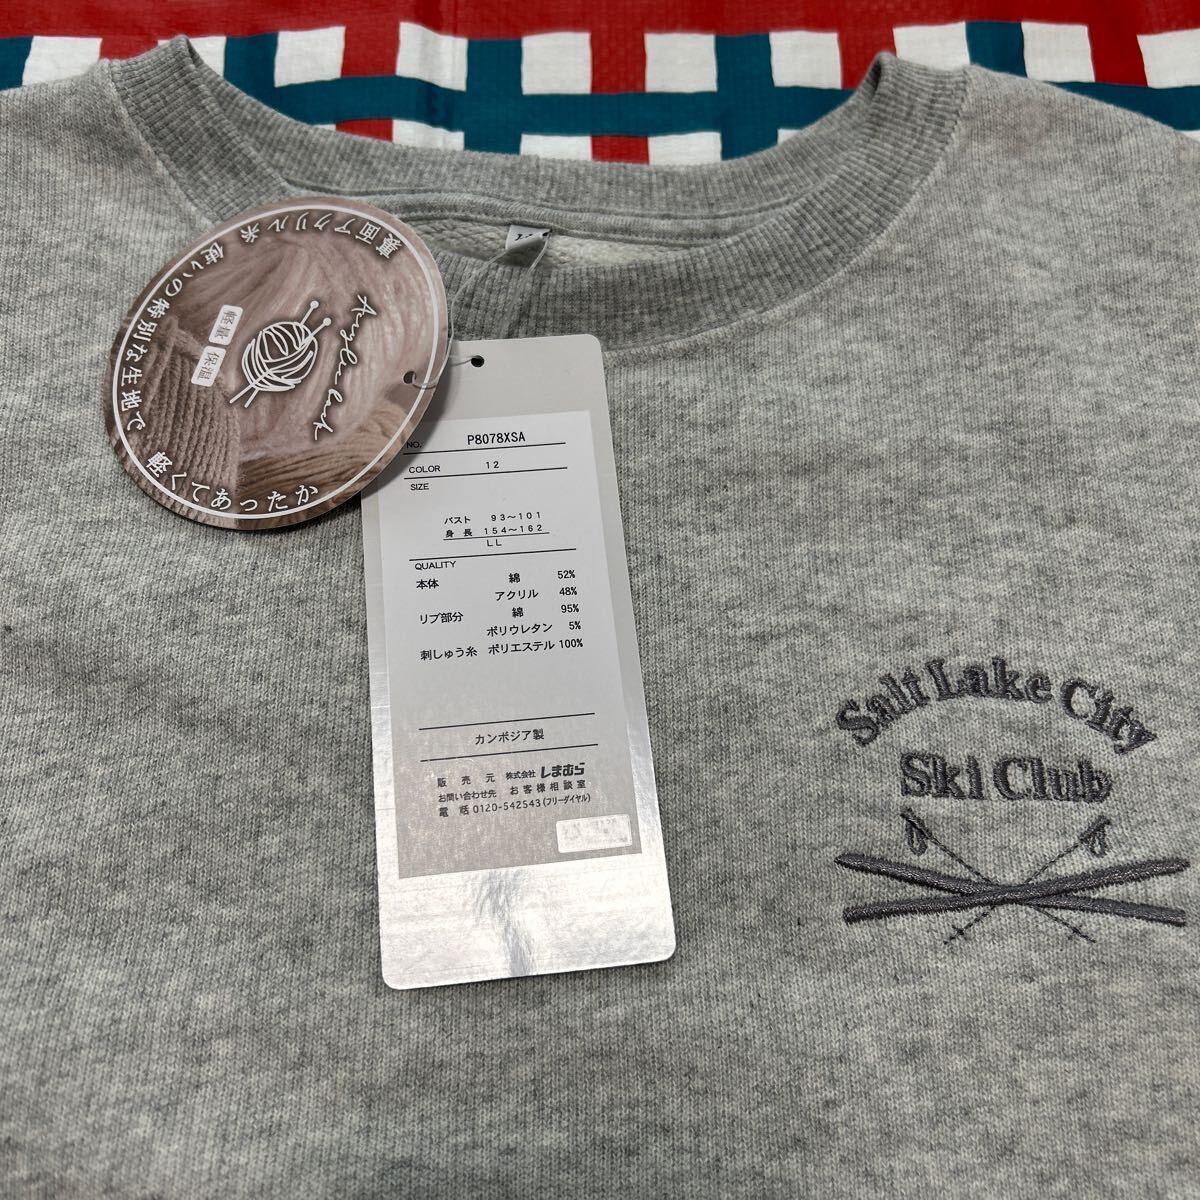 裏面アクリル糸使いの特別な生地で
軽くてあったか
軽量
保温
NO. P8078XSA
COLOR 12
SIZE
バスト 93〜101
身長 154〜162
LL
QUALITY
本体 綿 52%
アクリル 48%
リブ部分 綿 95%
ポリウレタン 5%
刺しゅう糸 ポリエステル 100%
カンボジア製
販売元 株式会社しまむら
お問い合わせ先 お客様相談室
電話 0120-542543(フリーダイヤル)
Salt Lake City
Ski Club